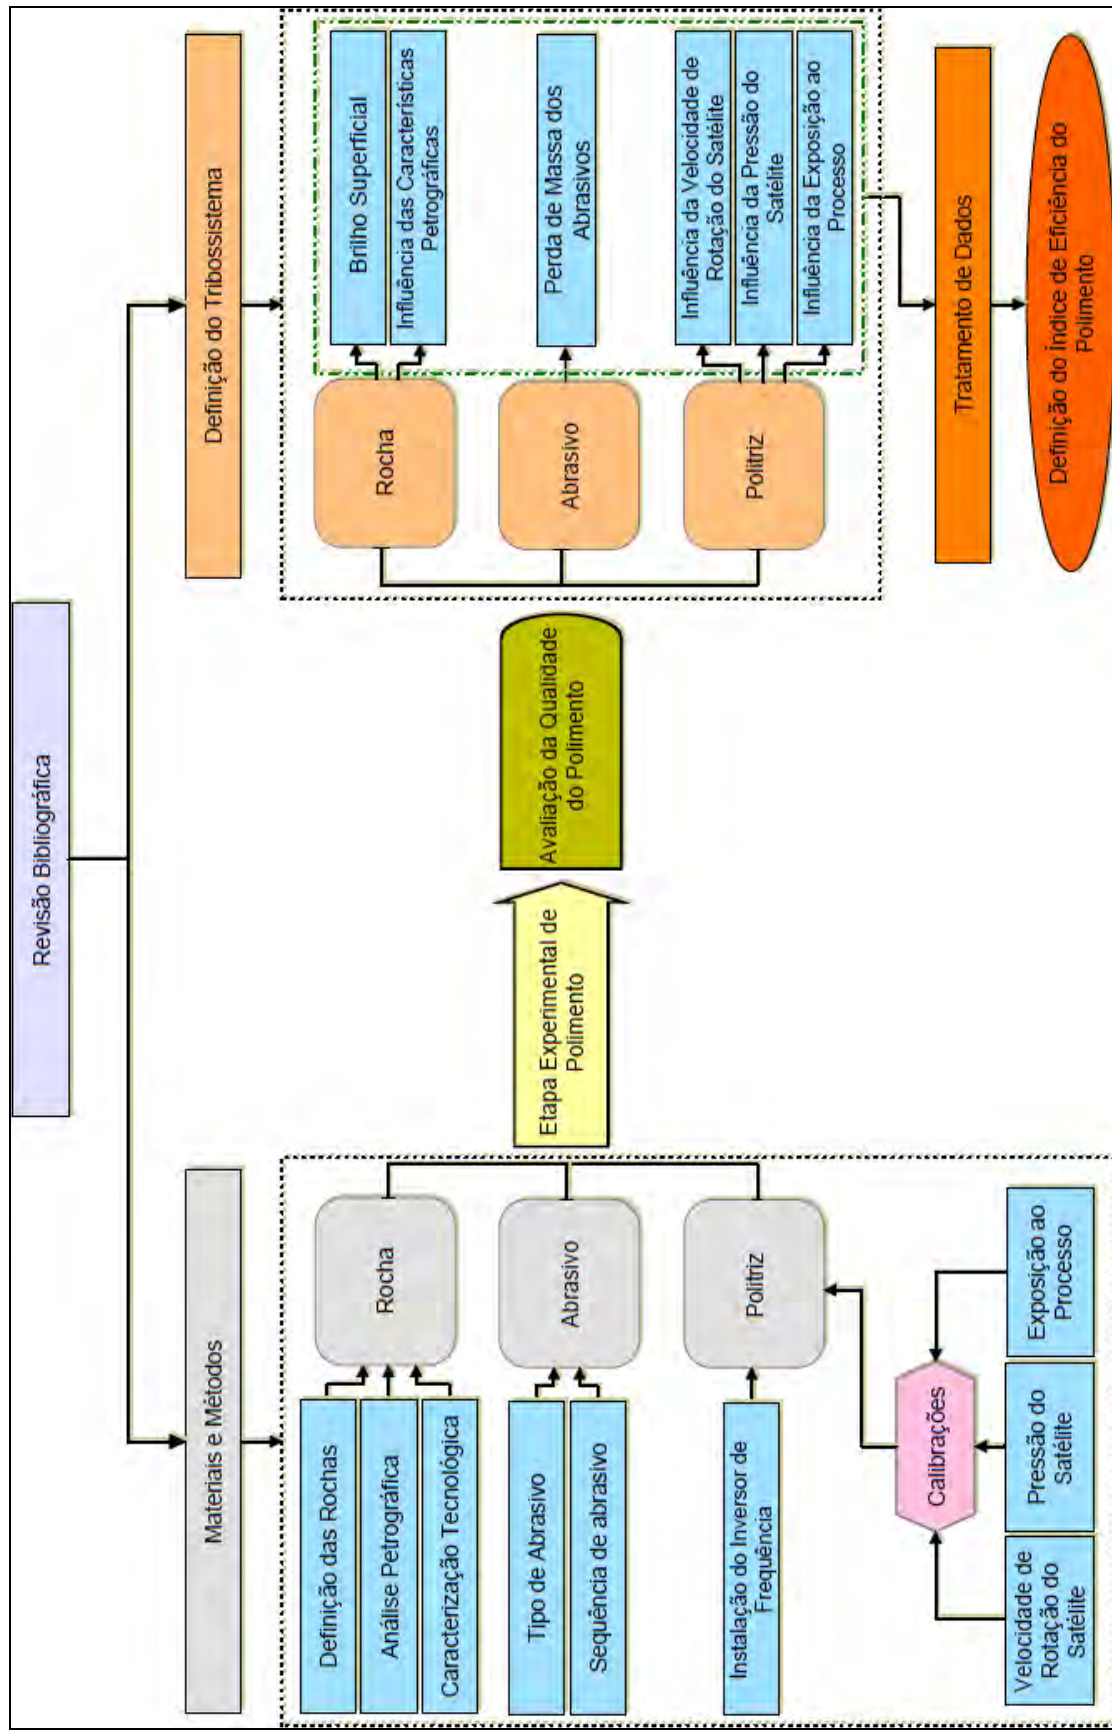 Revisão Bibliográfica
Materiais e Métodos
Definição do Tribossistema
Definição das Rochas
Análise Petrográfica
Caracterização Tecnológica
Rocha
Tipo de Abrasivo
Sequência de abrasivo
Abrasivo
Instalação do Inversor de
Frequência
Politriz
Calibrações
Velocidade de
Rotação do
Satélite
Pressão do
Satélite
Exposição ao
Processo
Etapa Experimental de
Polimento
Avaliação da Qualidade
do Polimento
Rocha
Brilho Superficial
Influência das Características
Petrográficas
Abrasivo
Perda de Massa dos
Abrasivos
Politriz
Influência da Velocidade de
Rotação do Satélite
Influência da Pressão do
Satélite
Influência da Exposição ao
Processo
Tratamento de Dados
Definição do Índice de Eficiência do
Polimento